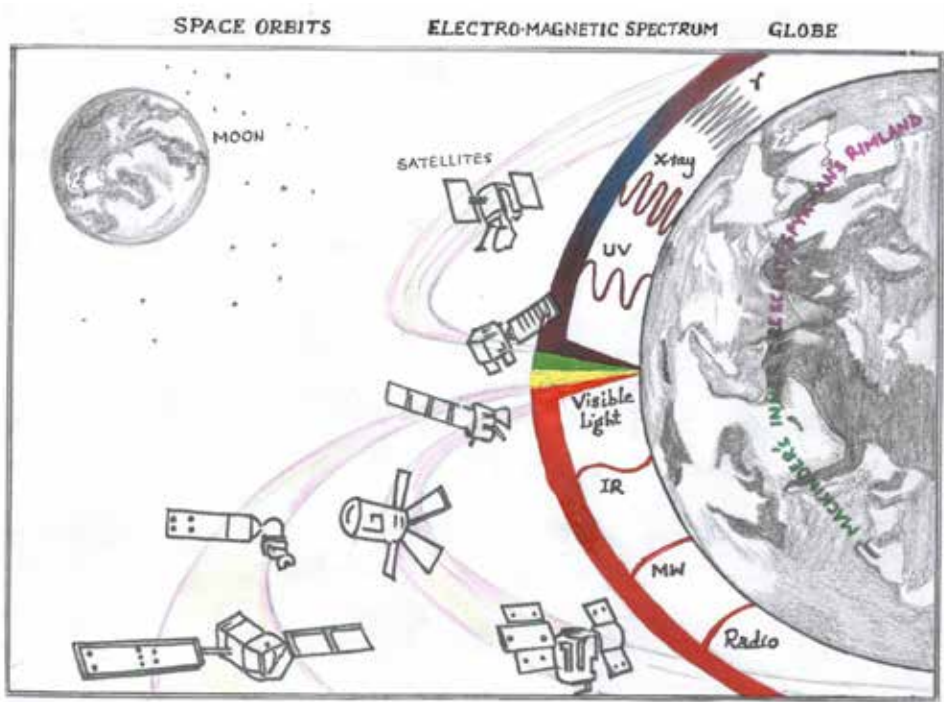 SPACE ORBITS
ELECTRO-MAGNETIC SPECTRUM
GLOBE
MOON
SATELLITES
γ
X-ray
UV
Visible
Light
IR
MW
Radio
RIMLAND
MACKINDER'S